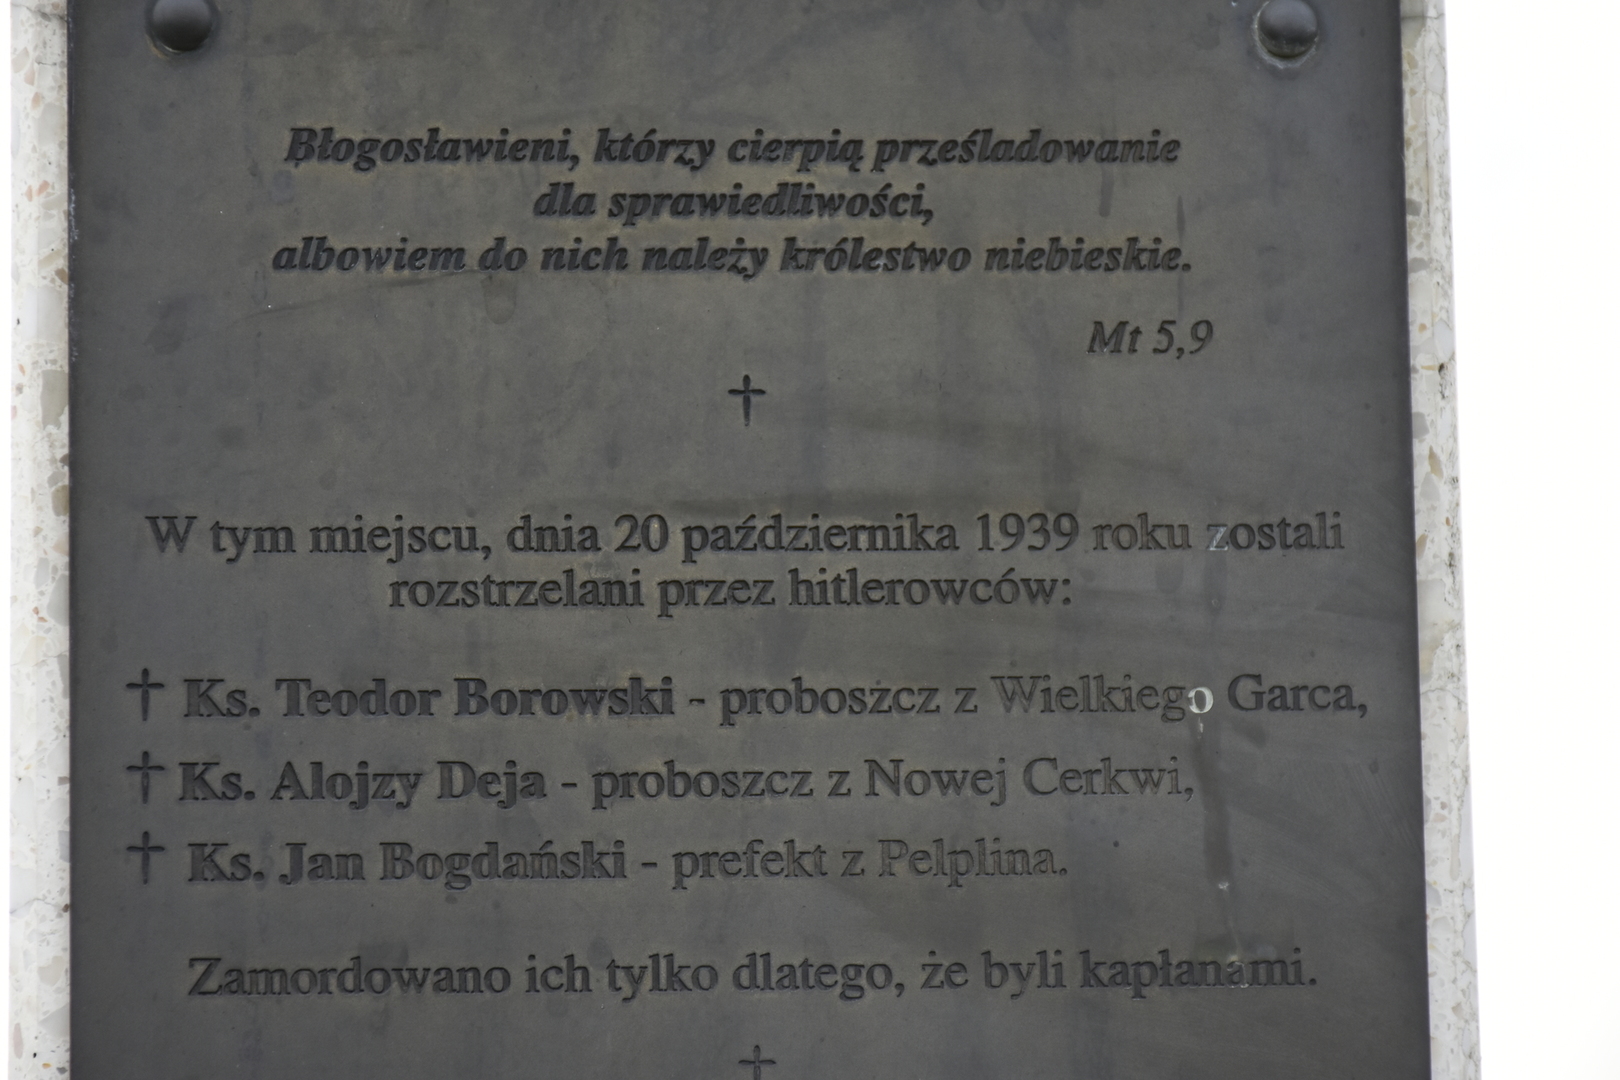 Błogosławieni, którzy cierpią prześladowanie
dla sprawiedliwości,
albowiem do nich należy królestwo niebieskie.
Mt 5,9
W tym miejscu, dnia 20 października 1939 roku zostali
rozstrzelani przez hitlerowców:
† Ks. Teodor Borowski - proboszcz z Wielkiego Garca,
† Ks. Alojzy Deja - proboszcz z Nowej Cerkwi,
† Ks. Jan Bogdański - prefekt z Pelplina.
Zamordowano ich tylko dlatego, że byli kapłanami.